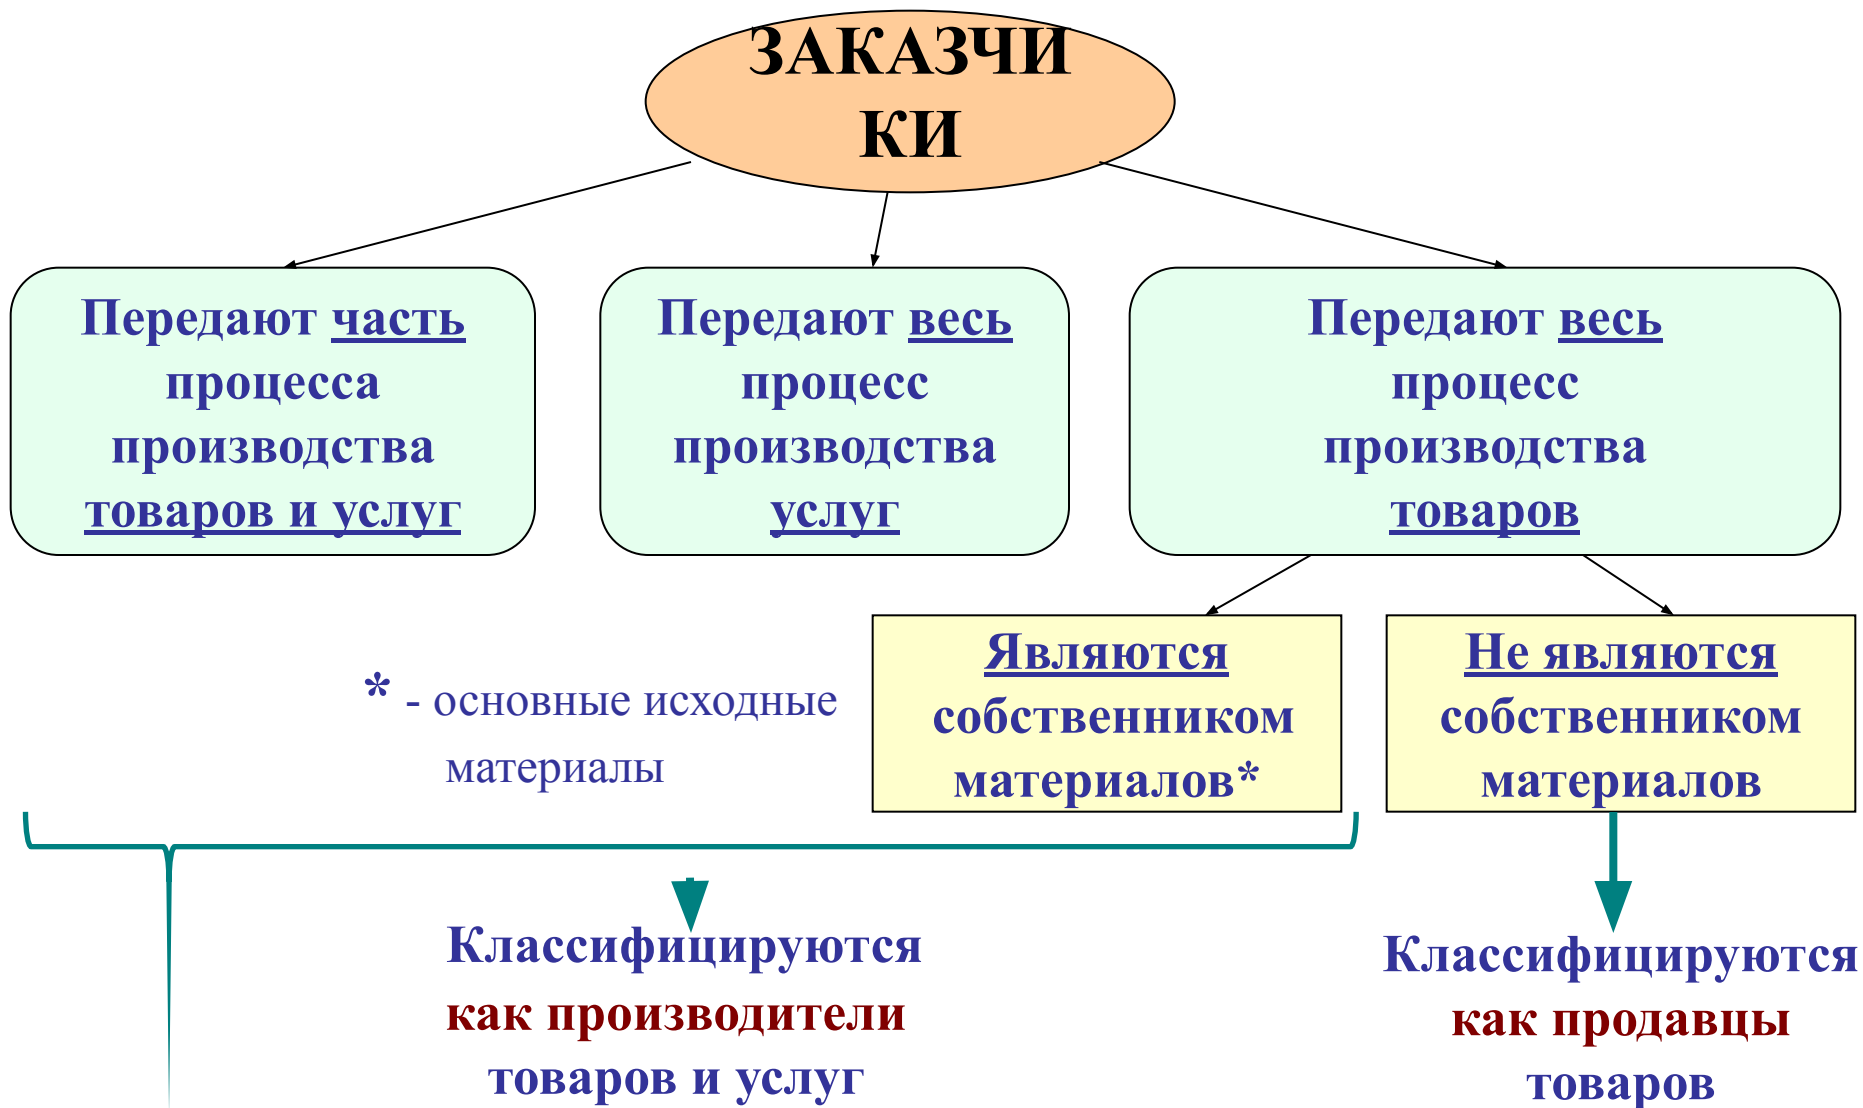 ЗАКАЗЧИ
КИ
Передают часть
процесса
производства
товаров и услуг
Передают весь
процесс
производства
услуг
Передают весь
процесс
производства
товаров
* - основные исходные
материалы
Являются
собственником
материалов*
Не являются
собственником
материалов
Классифицируются
как производители
товаров и услуг
Классифицируются
как продавцы
товаров